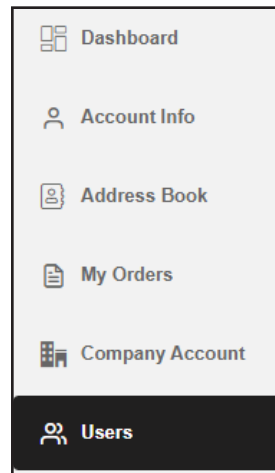 Dashboard
Account Info
Address Book
My Orders
Company Account
Users